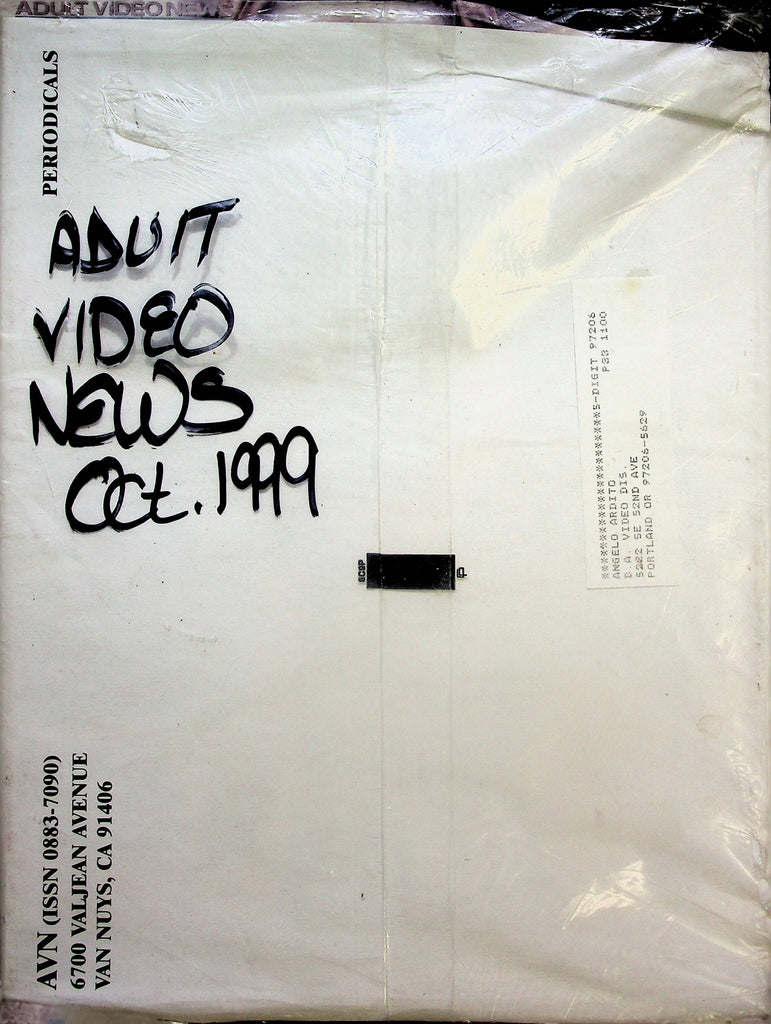 ADULT VIDEO NEWS
PERIODICALS
ADULT
VIDEO
NEWS
Oct. 1999
******************5-DIGIT 97206
P33 1100
ANGELO ARDITO
B.A. VIDEO DIS.
5222 SE 52ND AVE
PORTLAND OR 97206-5629
AVN (ISSN 0883-7090)
6700 VALJEAN AVENUE
VAN NUYS, CA 91406